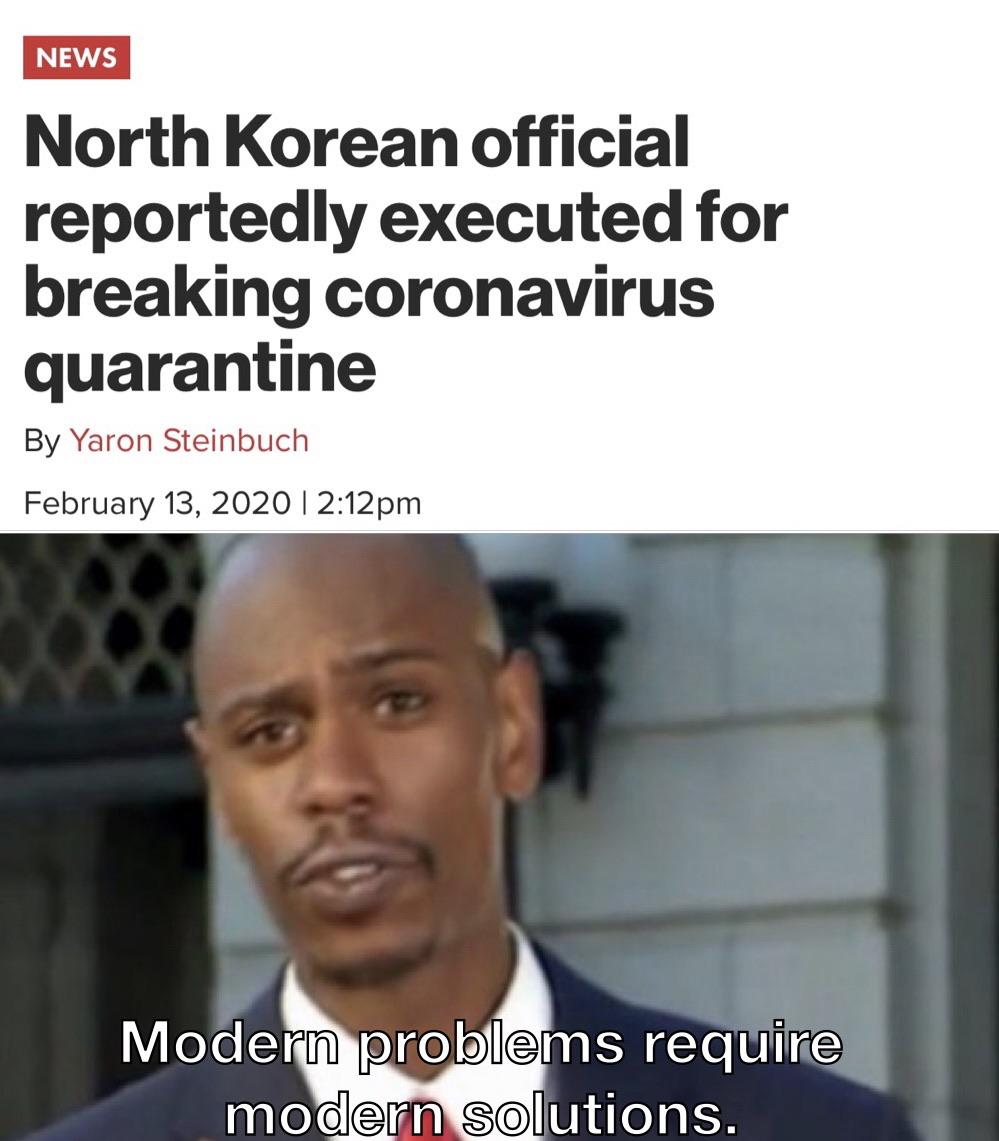 NEWS
North Korean official
reportedly executed for
breaking coronavirus
quarantine
By Yaron Steinbuch
February 13, 2020 | 2:12pm
Modern problems require
modern solutions.